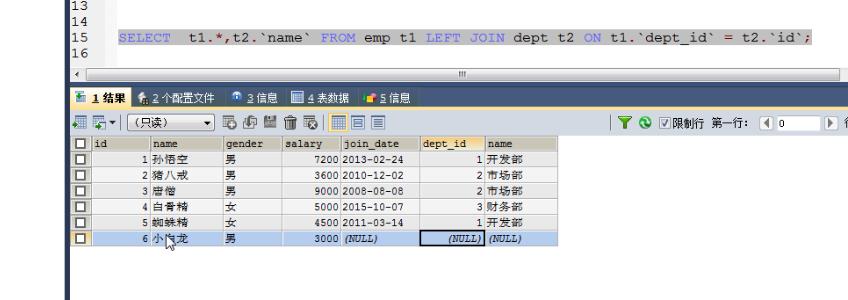 13
14
15 SELECT t1.*,t2.`name` FROM emp t1 LEFT JOIN dept t2 ON t1.`dept_id` = t2.`id`;
16
1 结果 2 个配置文件 3 信息 4 表数据 5 信息
(只读) 限制行 第一行: 0
id name gender salary join_date dept_id name
1 孙悟空 男 7200 2013-02-24 1 开发部
2 猪八戒 男 3600 2010-12-02 2 市场部
3 唐僧 男 9000 2008-08-08 2 市场部
4 白骨精 女 5000 2015-10-07 3 财务部
5 蜘蛛精 女 4500 2011-03-14 1 开发部
6 小白龙 男 3000 (NULL) (NULL) (NULL)